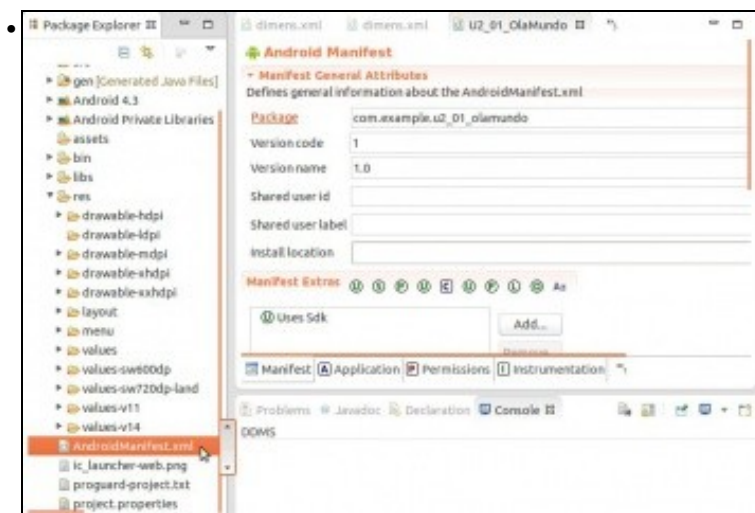 Package Explorer
gen [Generated Java Files]
Android 4.3
Android Private Libraries
assets
bin
libs
res
drawable-hdpi
drawable-ldpi
drawable-mdpi
drawable-xhdpi
drawable-xxhdpi
layout
menu
values
values-sw600dp
values-sw720dp-land
values-v11
values-v14
AndroidManifest.xml
ic_launcher-web.png
proguard-project.txt
project.properties
dimens.xml dimens.xml U2_01_OlaMundo
Android Manifest
Manifest General Attributes
Defines general information about the AndroidManifest.xml
Package com.example.u2_01_olamundo
Version code 1
Version name 1.0
Shared user id
Shared user label
Install location
Manifest Extras U S P U C U P L Az
U Uses Sdk
Add...
Manifest A Application P Permissions I Instrumentation
Problems Javadoc Declaration Console
DDMS